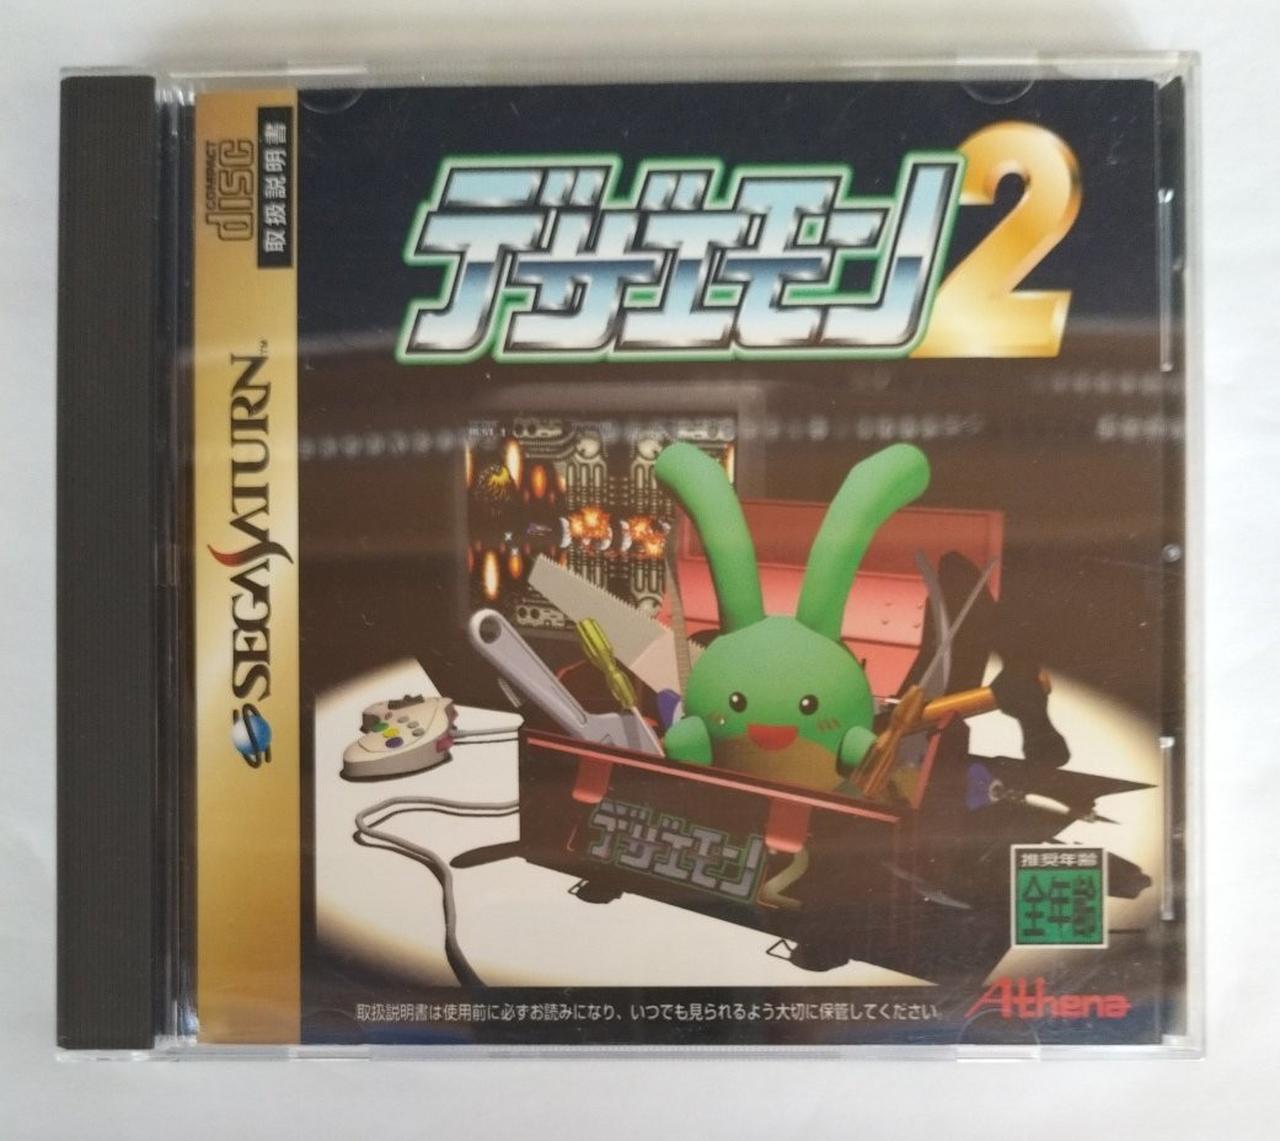 COMPACT
disc
取扱説明書
SEGA SATURN™
デザエモン2
BEST 1
デザエモン2
推奨年齢
全年齢
取扱説明書は使用前に必ずお読みになり、いつでも見られるよう大切に保管してください。
Athena